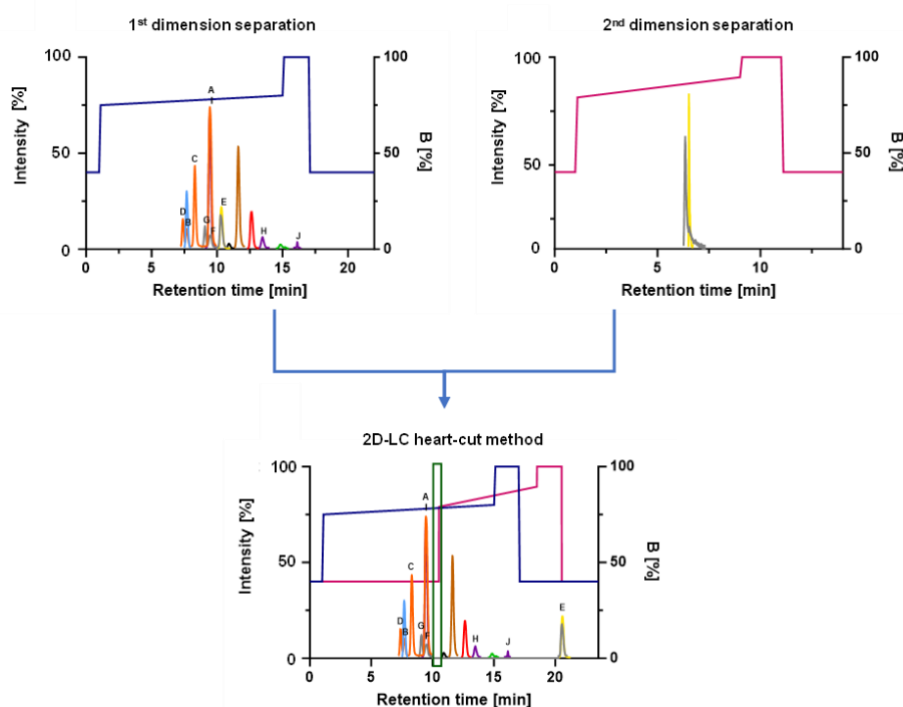 1st dimension separation
2nd dimension separation
100
50
0
Intensity [%]
A
C
D
B
G
F
E
H
J
100
50
0
B [%]
0 5 10 15 20
Retention time [min]
100
50
0
Intensity [%]
100
50
0
B [%]
0 5 10
Retention time [min]
2D-LC heart-cut method
100
50
0
Intensity [%]
A
C
D
B
G
F
H
J
E
100
50
0
B [%]
0 5 10 15 20
Retention time [min]